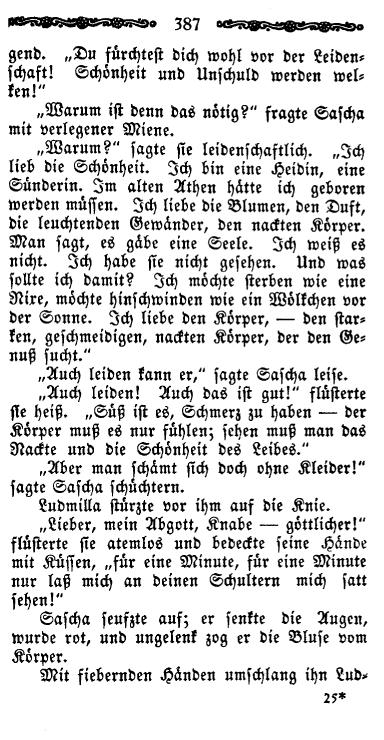 387
gend. „Du fürchtest dich wohl vor der Leiden-
schaft! Schönheit und Unschuld werden wel-
ken!"
„Warum ist denn das nötig?" fragte Sascha
mit verlegener Miene.
„Warum?" sagte sie leidenschaftlich. „Ich
lieb die Schönheit. Ich bin eine Heidin, eine
Sünderin. Im alten Athen hätte ich geboren
werden müssen. Ich liebe die Blumen, den Duft,
die leuchtenden Gewänder, den nackten Körper.
Man sagt, es gäbe eine Seele. Ich weiß es
nicht. Ich habe sie nicht gesehen. Und was
sollte ich damit? Ich möchte sterben wie eine
Nixe, möchte hinschwinden wie ein Wölkchen vor
der Sonne. Ich liebe den Körper, — den star-
ken, geschmeidigen, nackten Körper, der den Ge-
nuß sucht."
„Auch leiden kann er," sagte Sascha leise.
„Auch leiden! Auch das ist gut!" flüsterte
sie heiß. „Süß ist es, Schmerz zu haben — der
Körper muß es nur fühlen; sehen muß man das
Nackte und die Schönheit des Leibes."
„Aber man schämt sich doch ohne Kleider!"
sagte Sascha schüchtern.
Ludmilla stürzte vor ihm auf die Knie.
„Lieber, mein Abgott, Knabe — göttlicher!"
flüsterte sie atemlos und bedeckte seine Hände
mit Küssen, „für eine Minute, für eine Minute
nur laß mich an deinen Schultern mich satt
sehen!"
Sascha seufzte auf; er senkte die Augen,
wurde rot, und ungelenk zog er die Bluse vom
Körper.
Mit fiebernden Händen umschlang ihn Lud-
25*